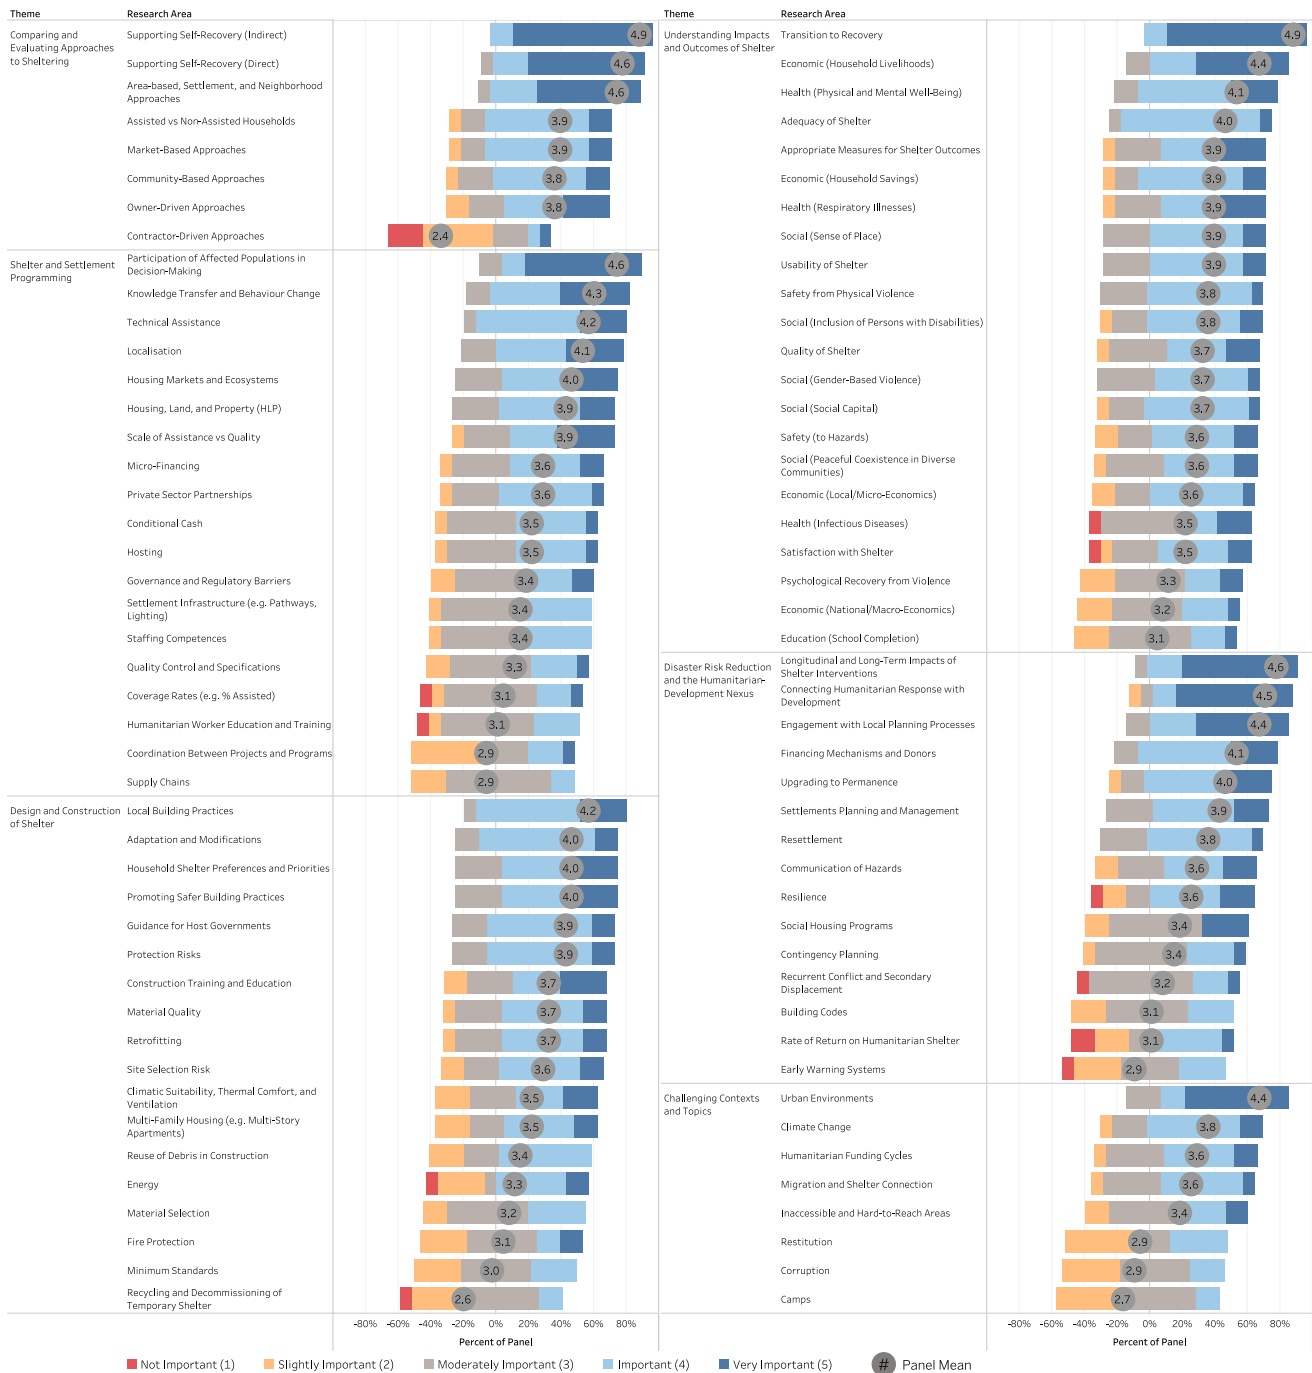 Theme Research Area
Comparing and
Evaluating Approaches
to Sheltering
Supporting Self-Recovery (Indirect) 4.9
Supporting Self-Recovery (Direct) 4.6
Area-based, Settlement, and Neighborhood
Approaches 4.6
Assisted vs Non-Assisted Households 3.9
Market-Based Approaches 3.9
Community-Based Approaches 3.8
Owner-Driven Approaches 3.8
Contractor-Driven Approaches 2.4
Shelter and Settlement
Programming
Participation of Affected Populations in
Decision-Making 4.6
Knowledge Transfer and Behaviour Change 4.3
Technical Assistance 4.2
Localisation 4.1
Housing Markets and Ecosystems 4.0
Housing, Land, and Property (HLP) 3.9
Scale of Assistance vs Quality 3.9
Micro-Financing 3.6
Private Sector Partnerships 3.6
Conditional Cash 3.5
Hosting 3.5
Governance and Regulatory Barriers 3.4
Settlement Infrastructure (e.g. Pathways,
Lighting) 3.4
Staffing Competences 3.4
Quality Control and Specifications 3.3
Coverage Rates (e.g. % Assisted) 3.1
Humanitarian Worker Education and Training 3.1
Coordination Between Projects and Programs 2.9
Supply Chains 2.9
Design and Construction
of Shelter
Local Building Practices 4.2
Adaptation and Modifications 4.0
Household Shelter Preferences and Priorities 4.0
Promoting Safer Building Practices 4.0
Guidance for Host Governments 3.9
Protection Risks 3.9
Construction Training and Education 3.7
Material Quality 3.7
Retrofitting 3.7
Site Selection Risk 3.6
Climatic Suitability, Thermal Comfort, and
Ventilation 3.5
Multi-Family Housing (e.g. Multi-Story
Apartments) 3.5
Reuse of Debris in Construction 3.4
Energy 3.3
Material Selection 3.2
Fire Protection 3.1
Minimum Standards 3.0
Recycling and Decommissioning of
Temporary Shelter 2.6
-80% -60% -40% -20% 0% 20% 40% 60% 80%
Percent of Panel
Theme Research Area
Understanding Impacts
and Outcomes of Shelter
Transition to Recovery 4.9
Economic (Household Livelihoods) 4.4
Health (Physical and Mental Well-Being) 4.1
Adequacy of Shelter 4.0
Appropriate Measures for Shelter Outcomes 3.9
Economic (Household Savings) 3.9
Health (Respiratory Illnesses) 3.9
Social (Sense of Place) 3.9
Usability of Shelter 3.9
Safety from Physical Violence 3.8
Social (Inclusion of Persons with Disabilities) 3.8
Quality of Shelter 3.7
Social (Gender-Based Violence) 3.7
Social (Social Capital) 3.7
Safety (to Hazards) 3.6
Social (Peaceful Coexistence in Diverse
Communities) 3.6
Economic (Local/Micro-Economics) 3.6
Health (Infectious Diseases) 3.5
Satisfaction with Shelter 3.5
Psychological Recovery from Violence 3.3
Economic (National/Macro-Economics) 3.2
Education (School Completion) 3.1
Disaster Risk Reduction
and the Humanitarian-
Development Nexus
Longitudinal and Long-Term Impacts of
Shelter Interventions 4.6
Connecting Humanitarian Response with
Development 4.5
Engagement with Local Planning Processes 4.4
Financing Mechanisms and Donors 4.1
Upgrading to Permanence 4.0
Settlements Planning and Management 3.9
Resettlement 3.8
Communication of Hazards 3.6
Resilience 3.6
Social Housing Programs 3.4
Contingency Planning 3.4
Recurrent Conflict and Secondary
Displacement 3.2
Building Codes 3.1
Rate of Return on Humanitarian Shelter 3.1
Early Warning Systems 2.9
Challenging Contexts
and Topics
Urban Environments 4.4
Climate Change 3.8
Humanitarian Funding Cycles 3.6
Migration and Shelter Connection 3.6
Inaccessible and Hard-to-Reach Areas 3.4
Restitution 2.9
Corruption 2.9
Camps 2.7
-80% -60% -40% -20% 0% 20% 40% 60% 80%
Percent of Panel
Not Important (1) Slightly Important (2) Moderately Important (3) Important (4) Very Important (5) # Panel Mean